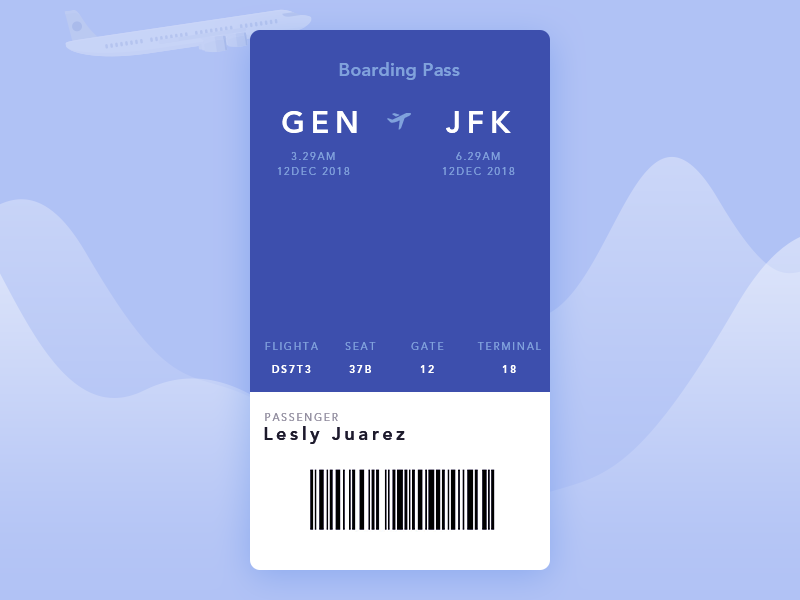 Boarding Pass
GEN JFK
3.29AM 6.29AM
12DEC 2018 12DEC 2018
FLIGHTA SEAT GATE TERMINAL
DS7T3 37B 12 18
PASSENGER
Lesly Juarez